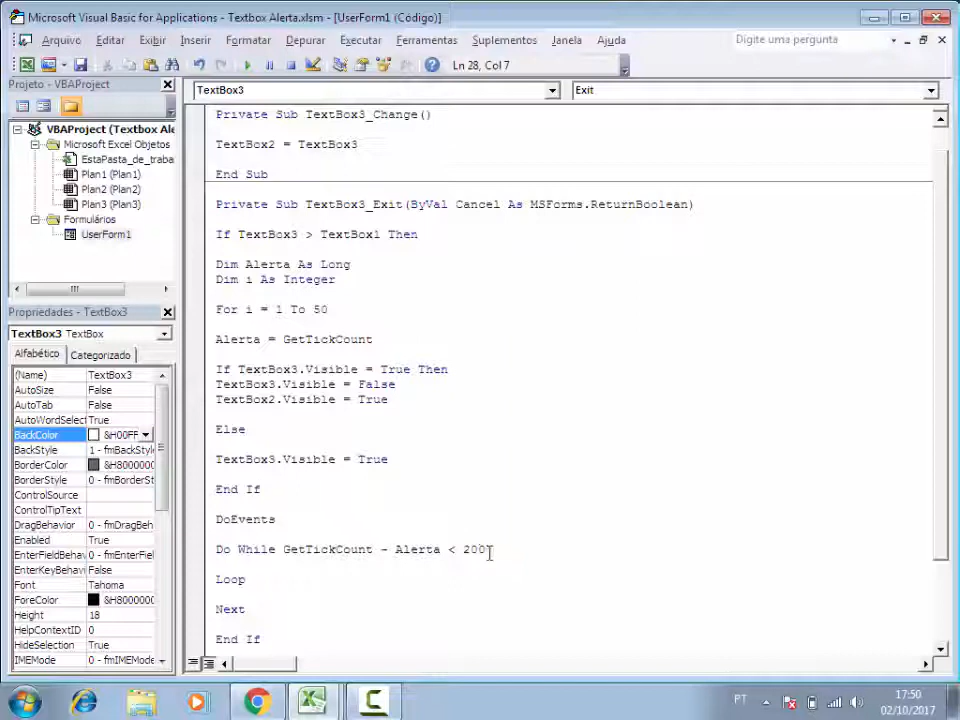 Microsoft Visual Basic for Applications - Textbox Alerta.xlsm - [UserForm1 (Código)]
Arquivo Editar Exibir Inserir Formatar Depurar Executar Ferramentas Suplementos Janela Ajuda
Digite uma pergunta
Ln 28, Col 7
Projeto - VBAProject
TextBox3
Exit
VBAProject (Textbox Ale
Microsoft Excel Objetos
EstaPasta_de_traba
Plan1 (Plan1)
Plan2 (Plan2)
Plan3 (Plan3)
Formulários
UserForm1
Propriedades - TextBox3
TextBox3 TextBox
Alfabético Categorizado
(Name) TextBox3
AutoSize False
AutoTab False
AutoWordSelect True
BackColor &H00FF
BackStyle 1 - fmBackStyle
BorderColor &H8000000
BorderStyle 0 - fmBorderSt
ControlSource
ControlTipText
DragBehavior 0 - fmDragBeh
Enabled True
EnterFieldBehav 0 - fmEnterFiel
EnterKeyBehav False
Font Tahoma
ForeColor &H8000000
Height 18
HelpContextID 0
HideSelection True
IMEMode 0 - fmIMEMode
Private Sub TextBox3_Change()
TextBox2 = TextBox3
End Sub
Private Sub TextBox3_Exit(ByVal Cancel As MSForms.ReturnBoolean)
If TextBox3 > TextBox1 Then
Dim Alerta As Long
Dim i As Integer
For i = 1 To 50
Alerta = GetTickCount
If TextBox3.Visible = True Then
TextBox3.Visible = False
TextBox2.Visible = True
Else
TextBox3.Visible = True
End If
DoEvents
Do While GetTickCount - Alerta < 200
Loop
Next
End If
PT
17:50
02/10/2017